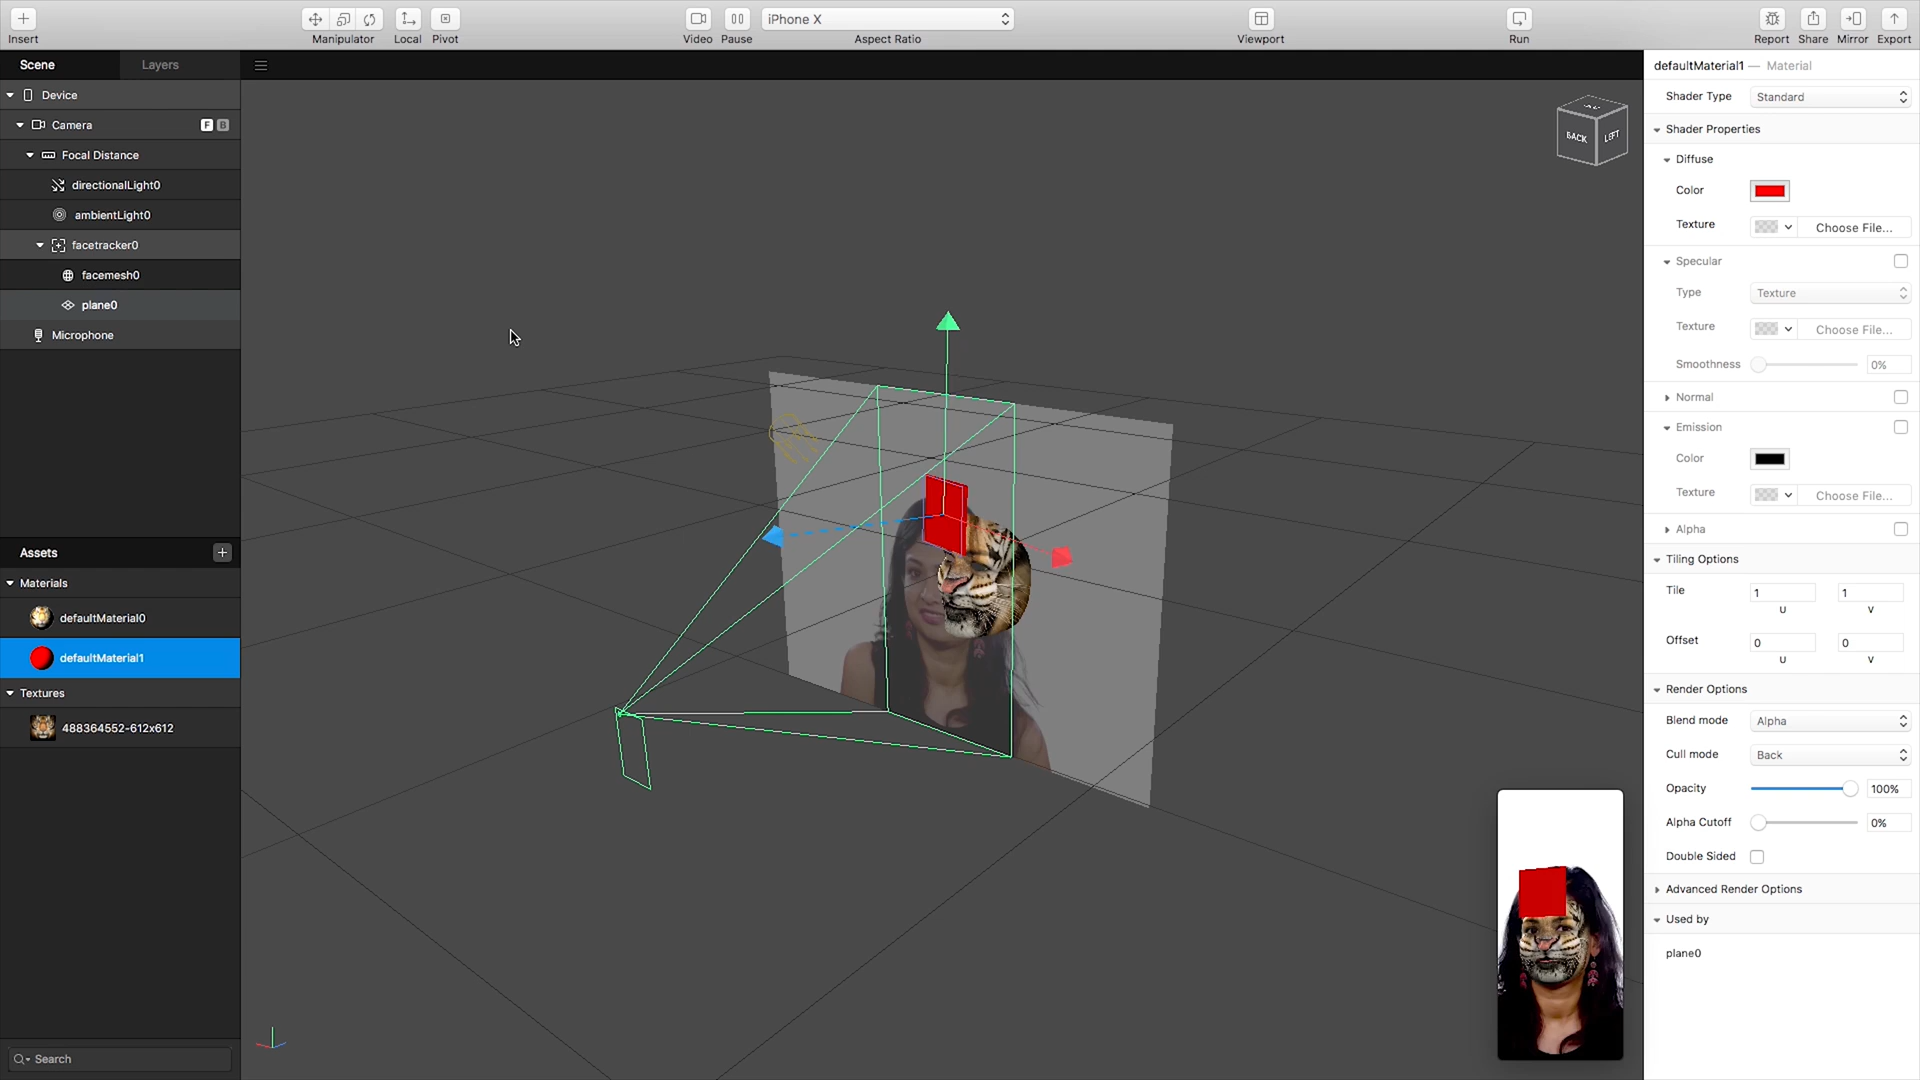 iPhone X
Insert
Manipulator
Local
Pivot
Video
Pause
Aspect Ratio
Viewport
Run
Report
Share
Mirror
Export
Scene
Layers
Device
Camera
F
B
Focal Distance
directionalLight0
ambientLight0
facetracker0
facemesh0
plane0
Microphone
Assets
Materials
defaultMaterial0
defaultMaterial1
Textures
488364552-612x612
Search
BACK
LEFT
defaultMaterial1 — Material
Shader Type
Standard
Shader Properties
Diffuse
Color
Texture
Choose File...
Specular
Type
Texture
Texture
Choose File...
Smoothness
0%
Normal
Emission
Color
Texture
Choose File...
Alpha
Tiling Options
Tile
1
1
U
V
Offset
0
0
U
V
Render Options
Blend mode
Alpha
Cull mode
Back
Opacity
100%
Alpha Cutoff
0%
Double Sided
Advanced Render Options
Used by
plane0